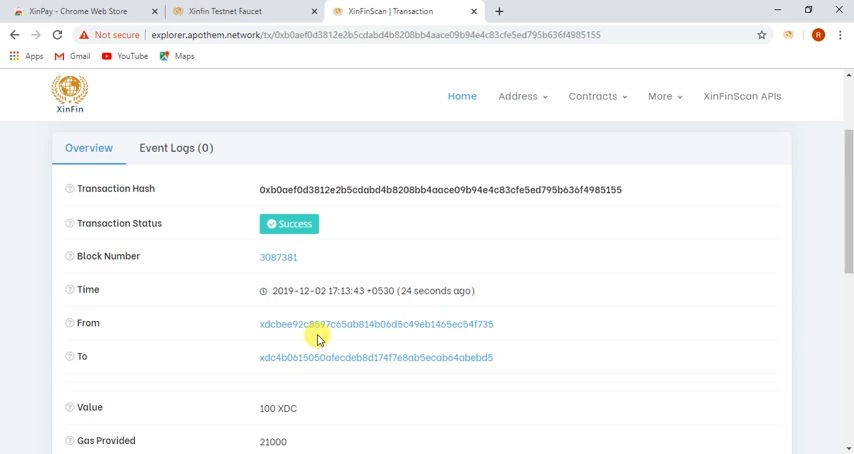 XinPay - Chrome Web Store
Xinfin Testnet Faucet
XinFinScan | Transaction
Not secure | explorer.apothem.network/tx/0xb0aef0d3812e2b5cdabd4b8208bb4aace09b94e4c83cfe5ed795b636f4985155
R
Apps Gmail YouTube Maps
XinFin
Home Address Contracts More XinFinScan APIs
Overview Event Logs (0)
Transaction Hash 0xb0aef0d3812e2b5cdabd4b8208bb4aace09b94e4c83cfe5ed795b636f4985155
Transaction Status Success
Block Number 3087381
Time 2019-12-02 17:13:43 +0530 (24 seconds ago)
From xdcbee92c8597c65ab814b06d5c49eb1465ec54f735
To xdc4b0615050afecdeb8d174f7e8ab5ecab64abebd5
Value 100 XDC
Gas Provided 21000